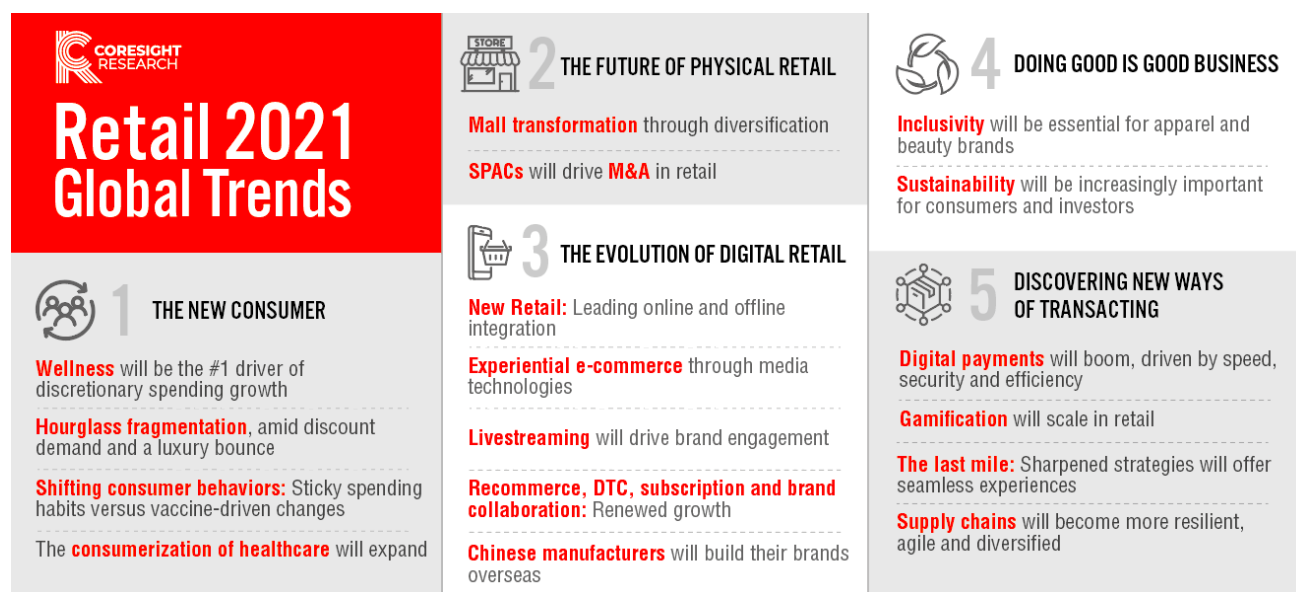 CORESIGHT
RESEARCH
Retail 2021
Global Trends
1 THE NEW CONSUMER
Wellness will be the #1 driver of
discretionary spending growth
Hourglass fragmentation, amid discount
demand and a luxury bounce
Shifting consumer behaviors: Sticky spending
habits versus vaccine-driven changes
The consumerization of healthcare will expand
STORE
2 THE FUTURE OF PHYSICAL RETAIL
Mall transformation through diversification
SPACs will drive M&A in retail
3 THE EVOLUTION OF DIGITAL RETAIL
New Retail: Leading online and offline
integration
Experiential e-commerce through media
technologies
Livestreaming will drive brand engagement
Recommerce, DTC, subscription and brand
collaboration: Renewed growth
Chinese manufacturers will build their brands
overseas
4 DOING GOOD IS GOOD BUSINESS
Inclusivity will be essential for apparel and
beauty brands
Sustainability will be increasingly important
for consumers and investors
5 DISCOVERING NEW WAYS
OF TRANSACTING
Digital payments will boom, driven by speed,
security and efficiency
Gamification will scale in retail
The last mile: Sharpened strategies will offer
seamless experiences
Supply chains will become more resilient,
agile and diversified